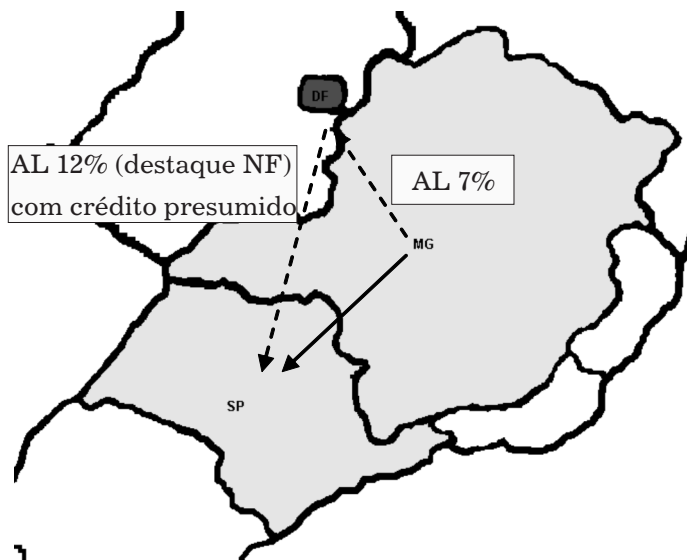 DF
AL 12% (destaque NF)
com crédito presumido
AL 7%
MG
SP